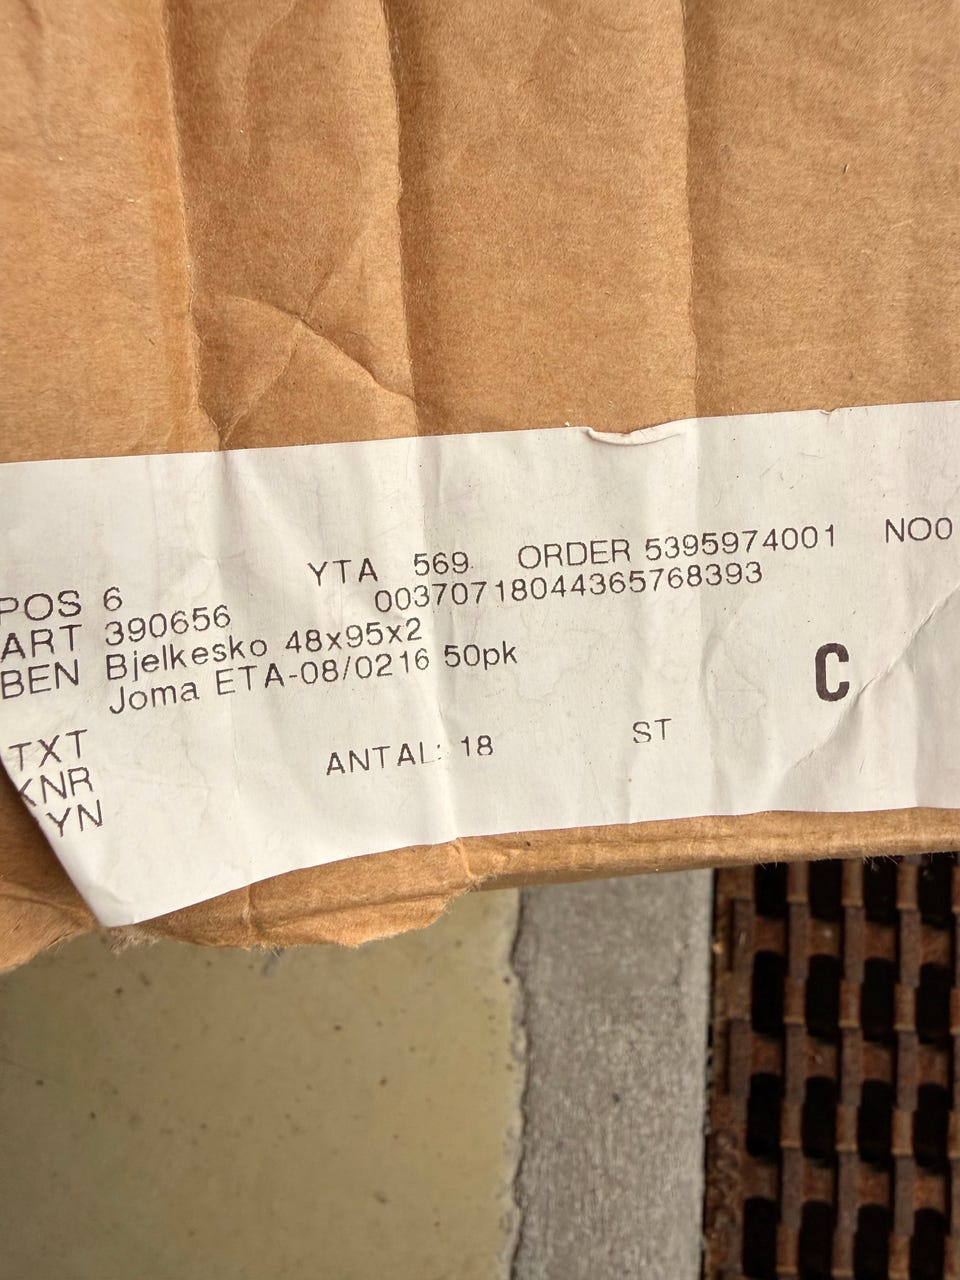 YTA 569 ORDER 5395974001 NO0
POS 6 00370718044365768393
ART 390656
BEN Bjelkesko 48x95x2
Joma ETA-08/0216 50pk
C
TXT ANTAL: 18 ST
KNR
YN